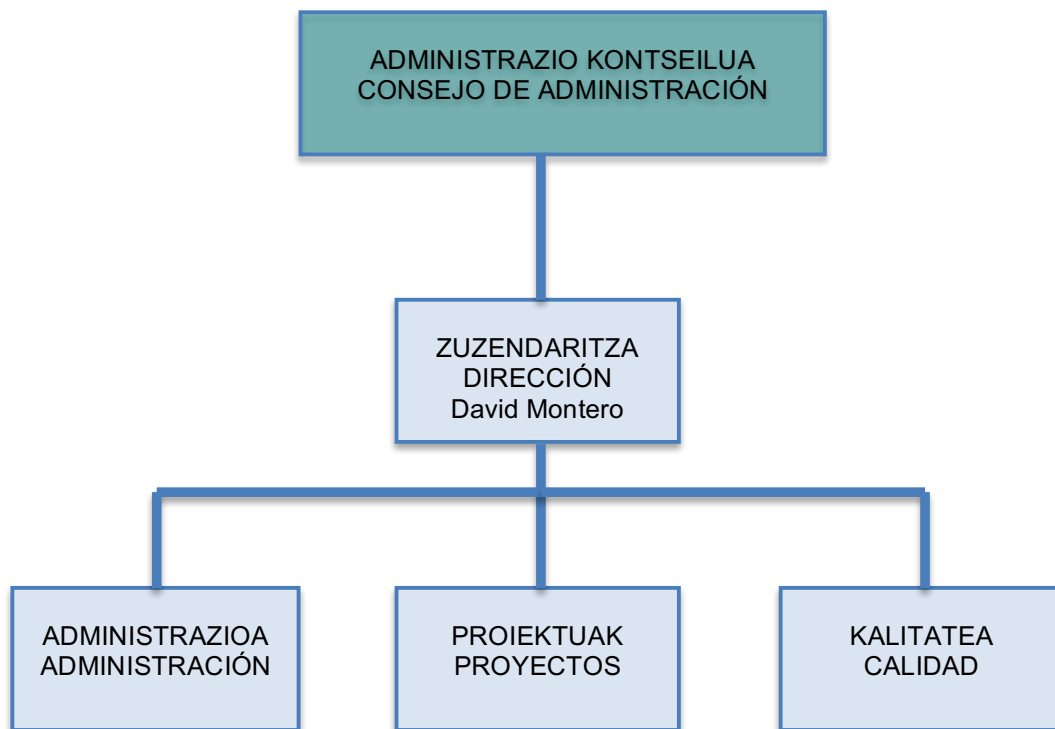 ADMINISTRAZIO KONTSEILUA
CONSEJO DE ADMINISTRACIÓN
ZUZENDARITZA
DIRECCIÓN
David Montero
ADMINISTRAZIOA
ADMINISTRACIÓN
PROIEKTUAK
PROYECTOS
KALITATEA
CALIDAD